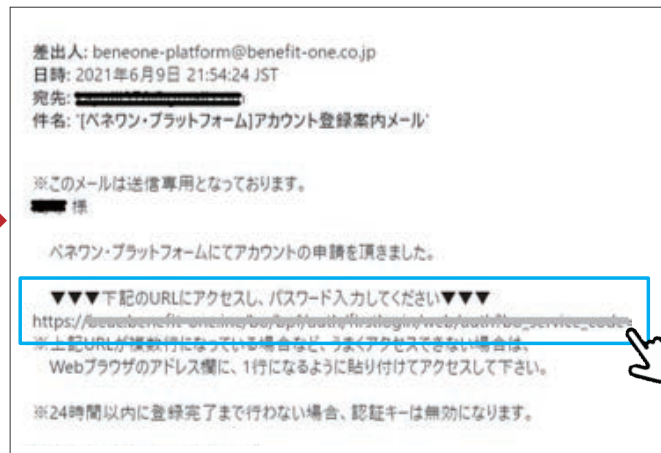 差出人: beneone-platform@benefit-one.co.jp
日時: 2021年6月9日 21:54:24 JST
宛先:
件名: '[ベネワン・プラットフォーム]アカウント登録案内メール'
※このメールは送信専用となっております。
様
ベネワン・プラットフォームにてアカウントの申請を頂きました。
▼▼▼下記のURLにアクセスし、パスワード入力してください▼▼▼
https://
※上記URLが複数行になっている場合など、うまくアクセスできない場合は、
Webブラウザのアドレス欄に、1行になるように貼り付けてアクセスして下さい。
※24時間以内に登録完了まで行わない場合、認証キーは無効になります。